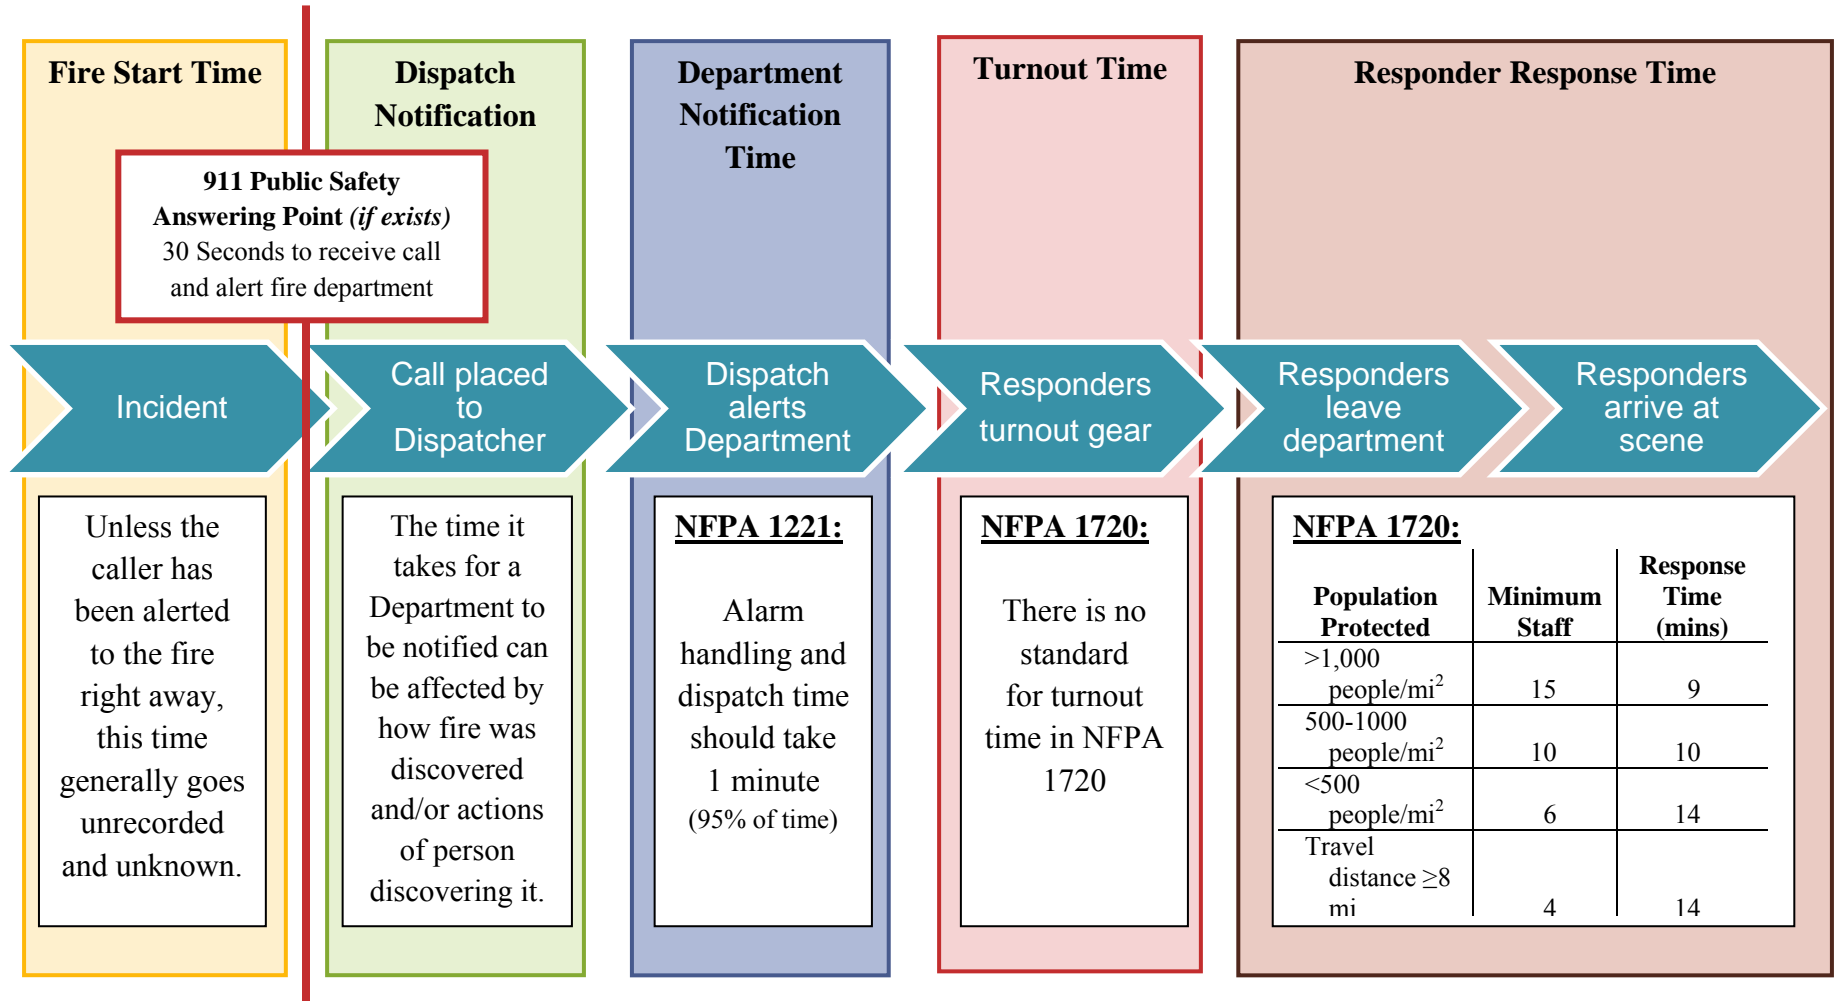 Fire Start Time
Dispatch
Notification
Department
Notification
Time
Turnout Time
Responder Response Time
911 Public Safety
Answering Point (if exists)
30 Seconds to receive call
and alert fire department
Incident
Call placed
to
Dispatcher
Dispatch
alerts
Department
Responders
turnout gear
Responders
leave
department
Responders
arrive at
scene
Unless the
caller has
been alerted
to the fire
right away,
this time
generally goes
unrecorded
and unknown.
The time it
takes for a
Department to
be notified can
be affected by
how fire was
discovered
and/or actions
of person
discovering it.
NFPA 1221:
Alarm
handling and
dispatch time
should take
1 minute
(95% of time)
NFPA 1720:
There is no
standard
for turnout
time in NFPA
1720
NFPA 1720:
Population
Protected
Minimum
Staff
Response
Time
(mins)
>1,000
people/mi² 15 9
500-1000
people/mi² 10 10
<500
people/mi² 6 14
Travel
distance ≥8
mi 4 14